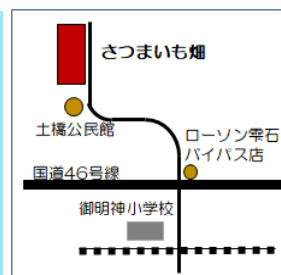 さつまいも畑
土橋公民館
ローソン雫石
バイパス店
国道46号線
御明神小学校